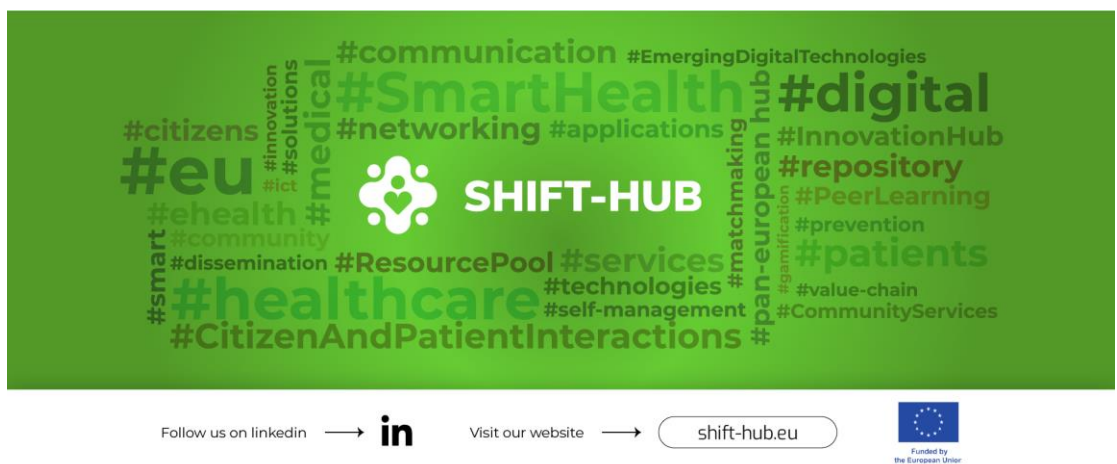 #communication #EmergingDigitalTechnologies
#SmartHealth
#digital
#innovation
#solutions
#medical
#citizens
#networking #applications
#InnovationHub
#eu
#ict
#matchmaking
#pan-european hub
#repository
SHIFT-HUB
#PeerLearning
#ehealth
#gamification
#prevention
#community
#patients
#smart
#dissemination #ResourcePool #services
#healthcare
#technologies
#value-chain
#self-management
#CommunityServices
#CitizenAndPatientInteractions
Follow us on linkedin
in
Visit our website
shift-hub.eu
Funded by
the European Union